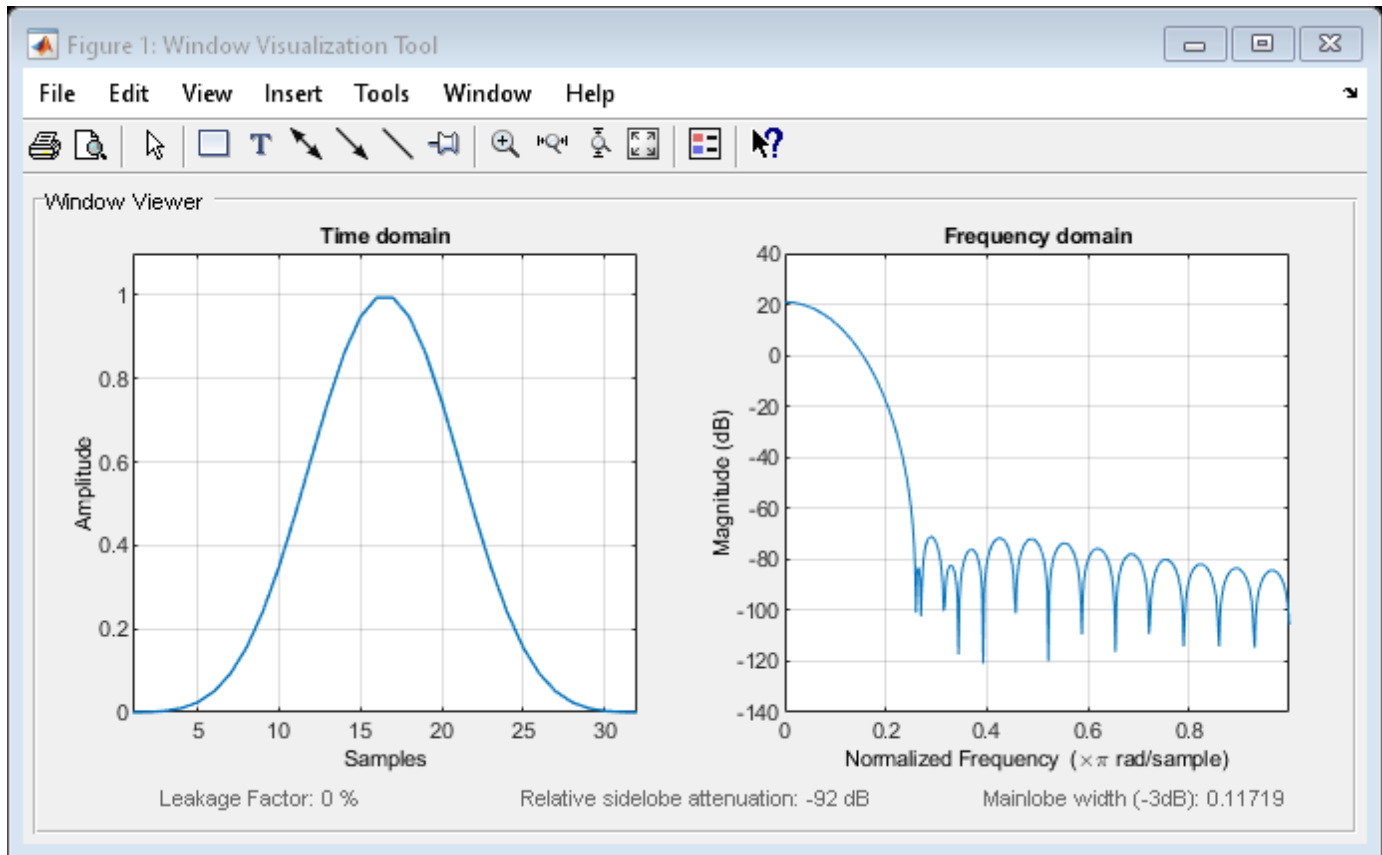 Figure 1: Window Visualization Tool
File Edit View Insert Tools Window Help
T
?
Window Viewer
Time domain
1
0.8
0.6
0.4
0.2
0
5 10 15 20 25 30
Amplitude
Samples
Frequency domain
40
20
0
-20
-40
-60
-80
-100
-120
-140
0 0.2 0.4 0.6 0.8
Magnitude (dB)
Normalized Frequency (×π rad/sample)
Leakage Factor: 0 % Relative sidelobe attenuation: -92 dB Mainlobe width (-3dB): 0.11719